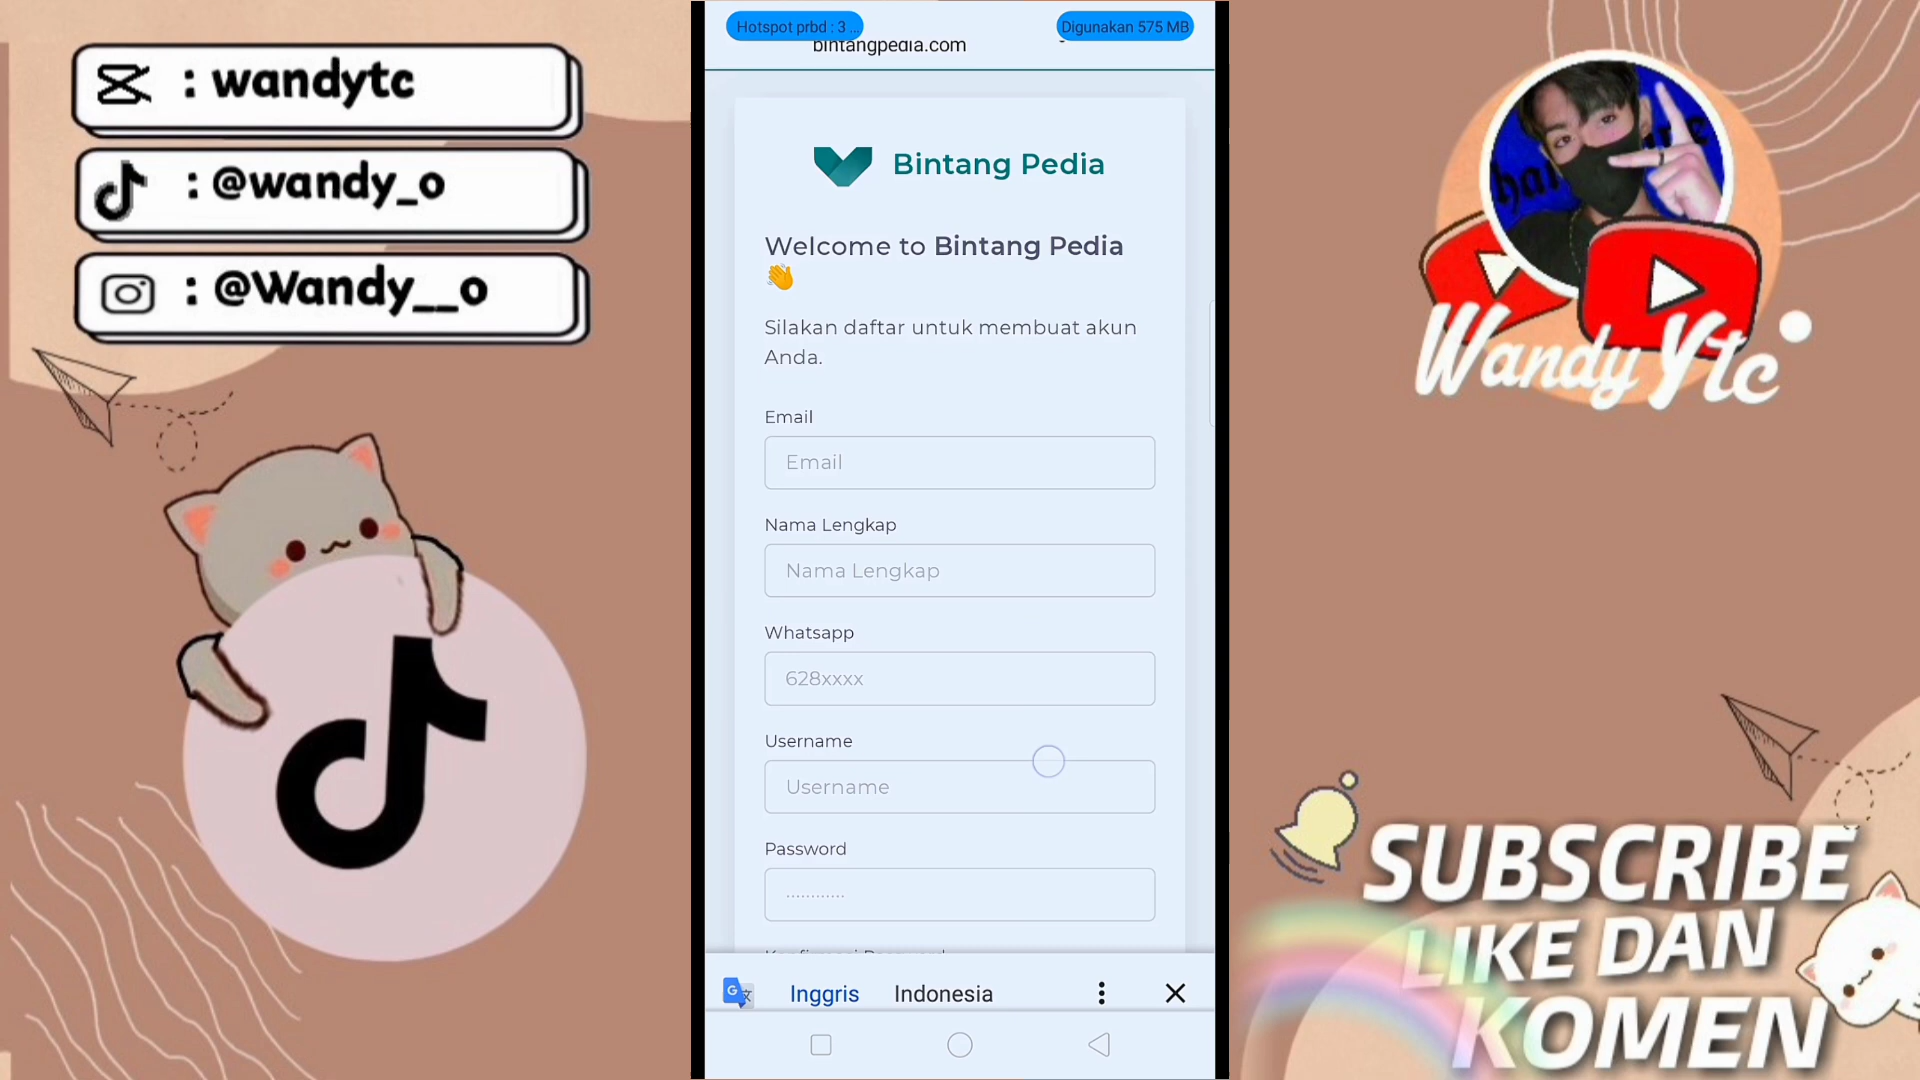 : wandytc
: @wandy_o
: @Wandy__o
Hotspot prbd : 3 ...
Digunakan 575 MB
bintangpedia.com
Bintang Pedia
Welcome to Bintang Pedia
👋
Silakan daftar untuk membuat akun
Anda.
Email
Email
Nama Lengkap
Nama Lengkap
Whatsapp
628xxxx
Username
Username
Password
············
Konfirmasi Password
Inggris
Indonesia
Wandy Ytc
SUBSCRIBE
LIKE DAN
KOMEN